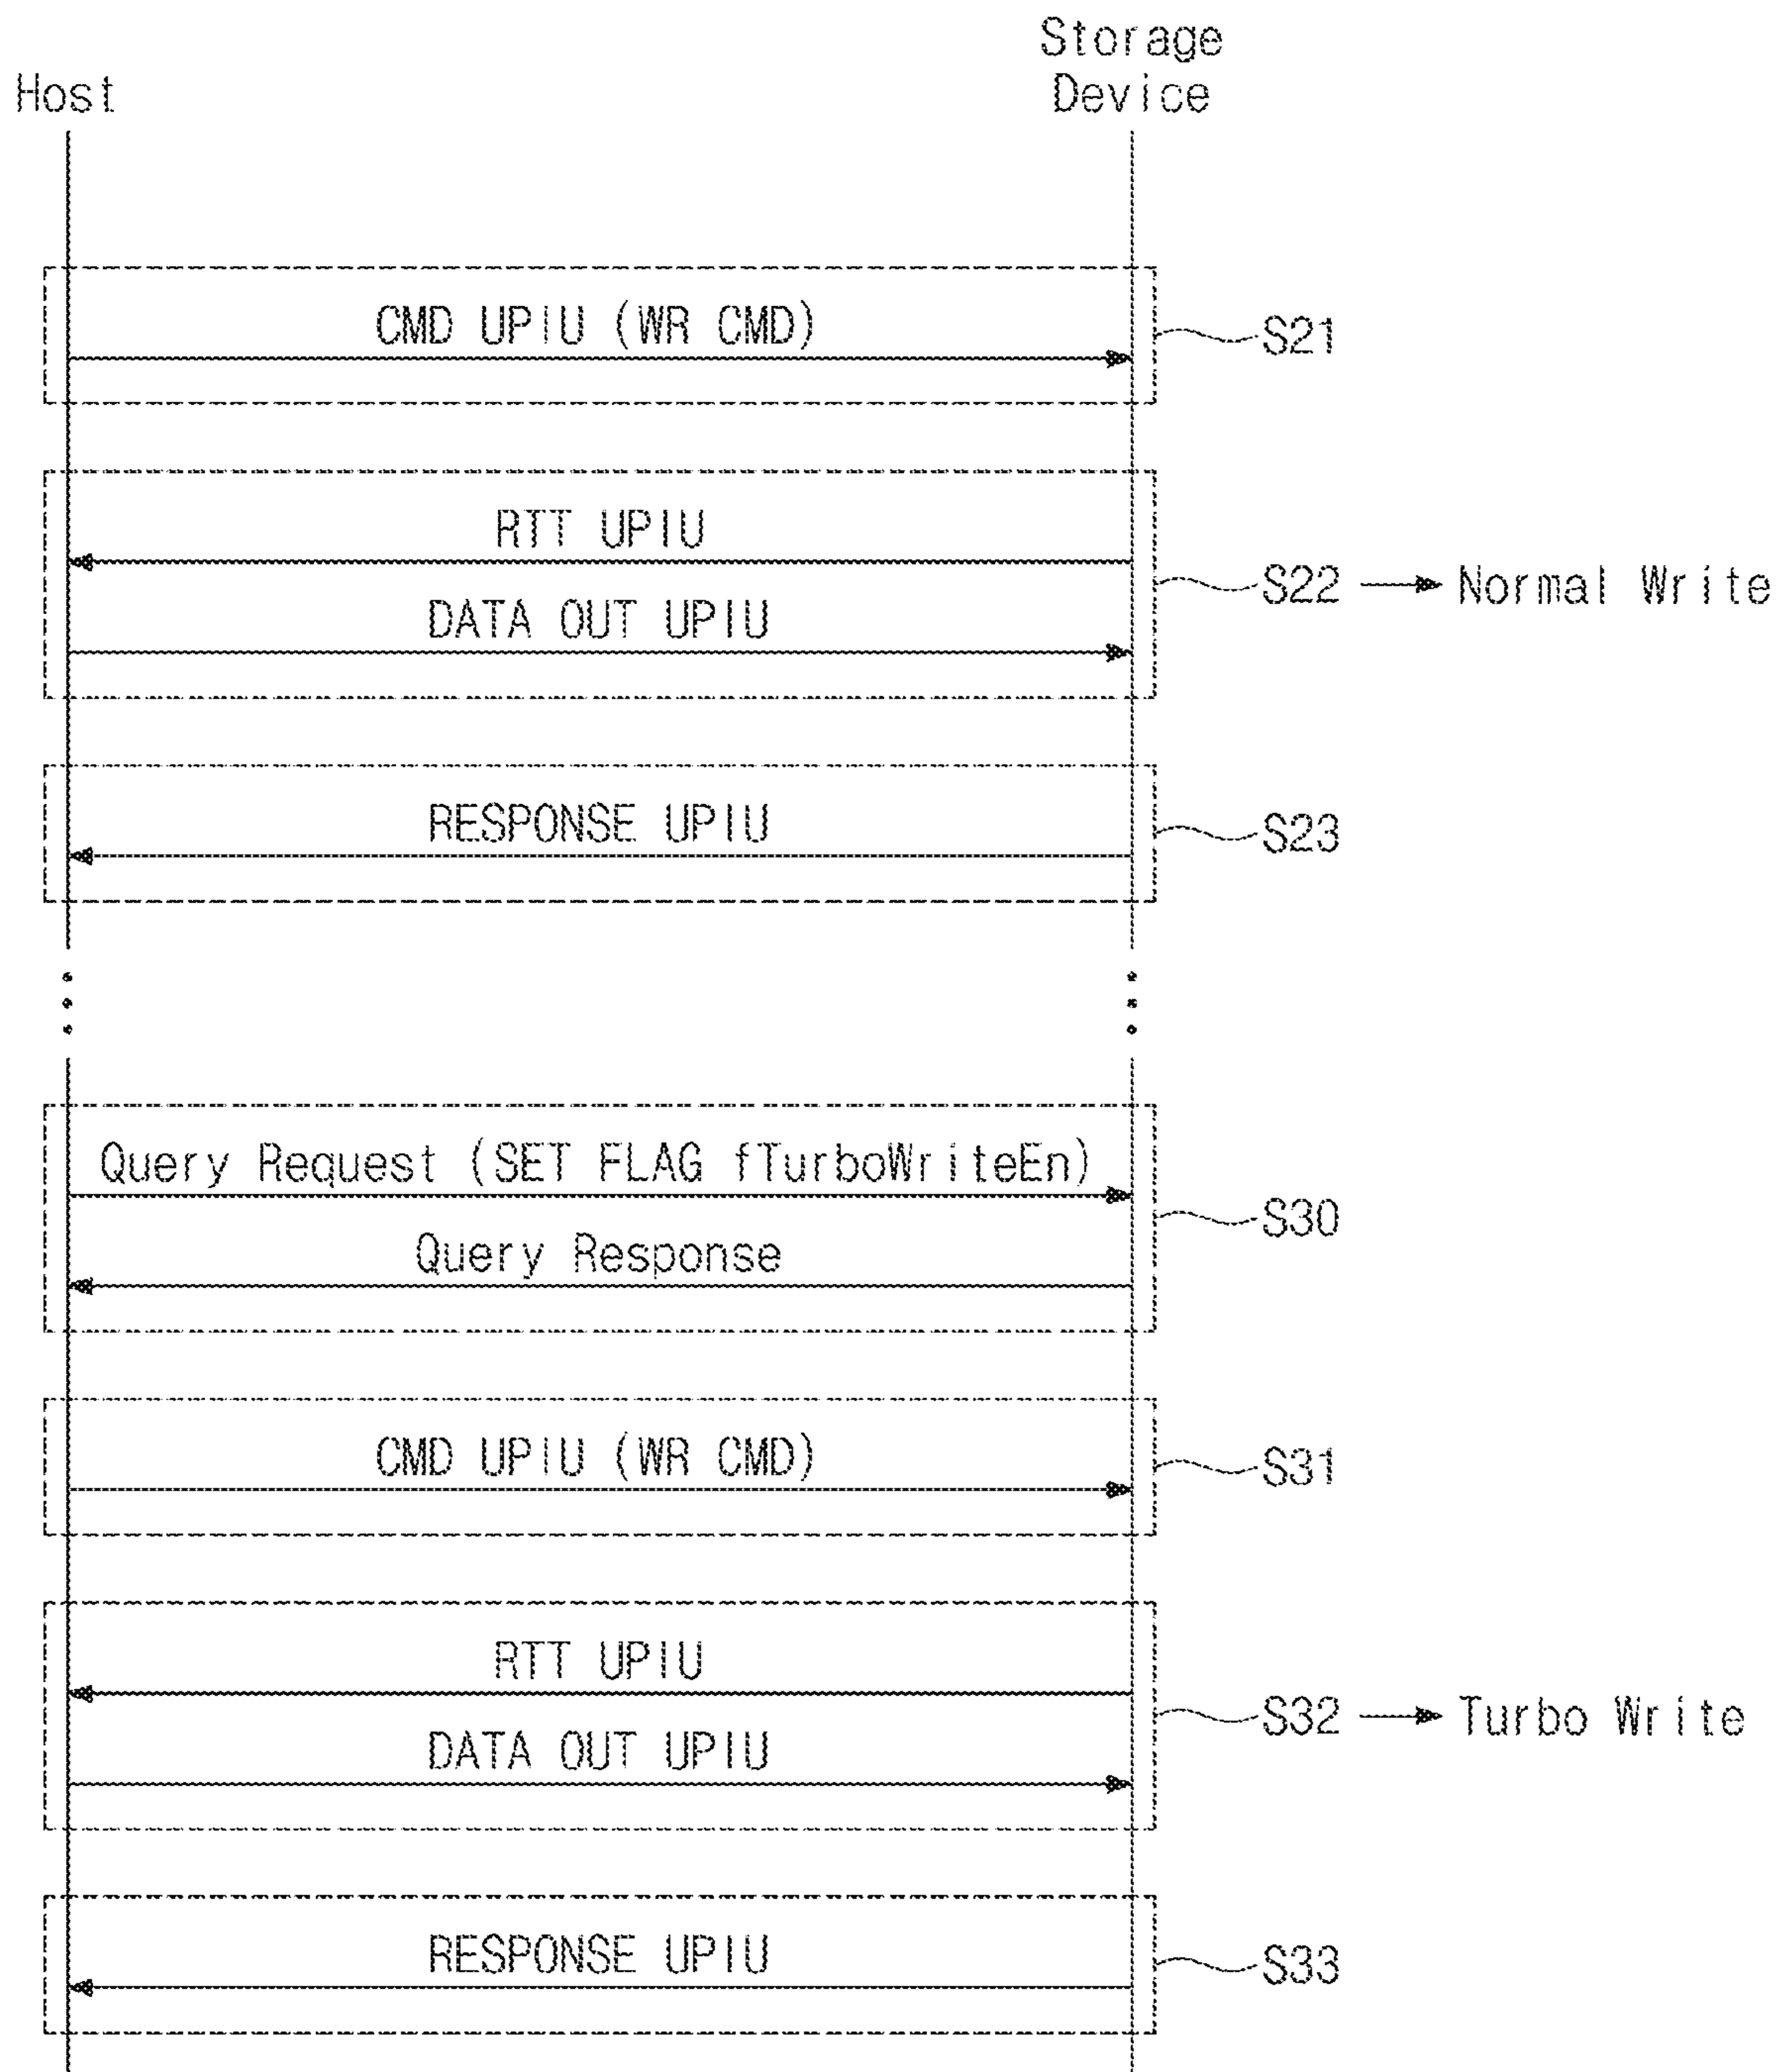 Storage
Host
Device
CMD UPIU (WR CMD)
S21
RTT UPIU
DATA OUT UPIU
S22
Normal Write
RESPONSE UPIU
S23
Query Request (SET FLAG fTurboWriteEn)
Query Response
S30
CMD UPIU (WR CMD)
S31
RTT UPIU
DATA OUT UPIU
S32
Turbo Write
RESPONSE UPIU
S33